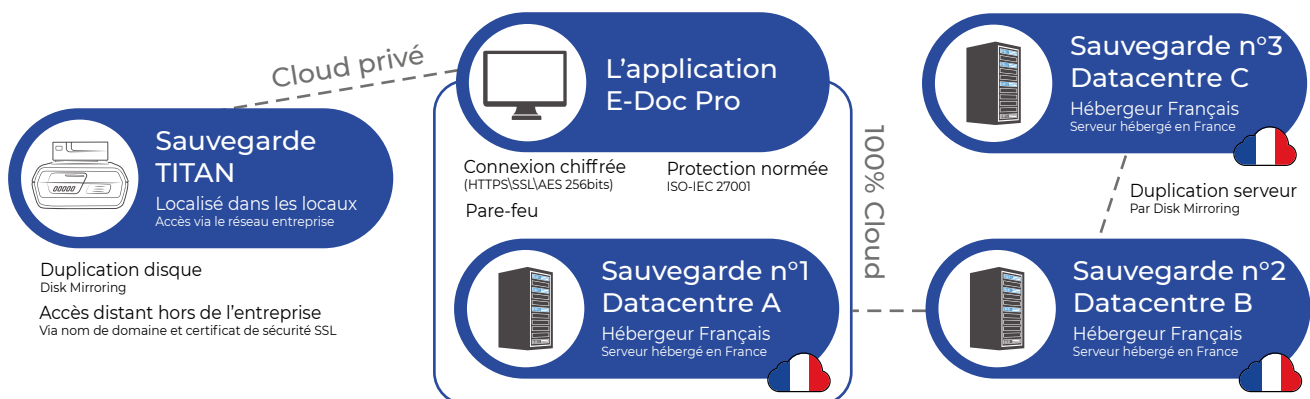 Cloud privé
Sauvegarde
TITAN
Localisé dans les locaux
Accès via le réseau entreprise
00000
Duplication disque
Disk Mirroring
Accès distant hors de l'entreprise
Via nom de domaine et certificat de sécurité SSL
L'application
E-Doc Pro
Connexion chiffrée
(HTTPS\SSL\AES 256bits)
Pare-feu
Protection normée
ISO-IEC 27001
100% Cloud
Sauvegarde n°1
Datacentre A
Hébergeur Français
Serveur hébergé en France
Sauvegarde n°3
Datacentre C
Hébergeur Français
Serveur hébergé en France
Duplication serveur
Par Disk Mirroring
Sauvegarde n°2
Datacentre B
Hébergeur Français
Serveur hébergé en France